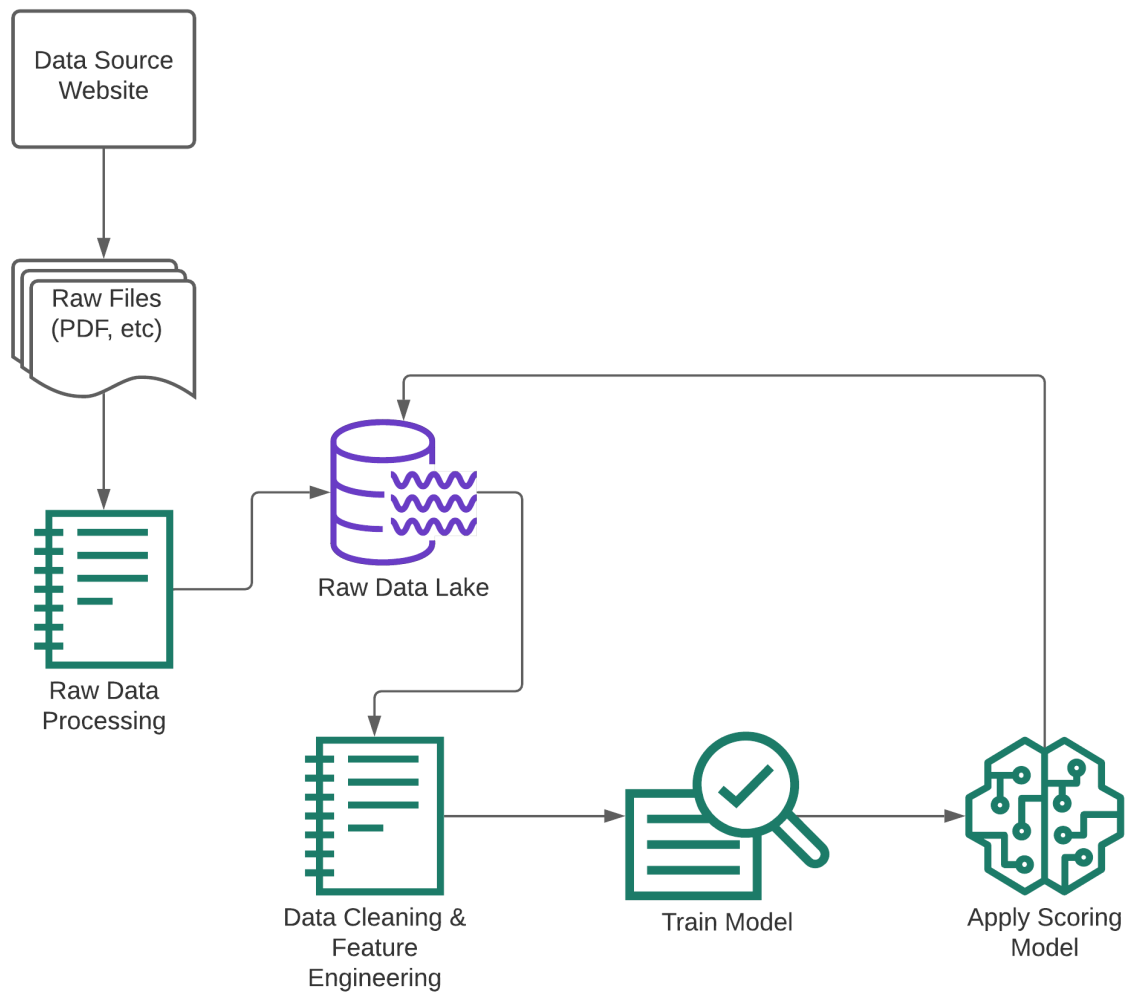 Data Source
Website
Raw Files
(PDF, etc)
Raw Data Lake
Raw Data
Processing
Data Cleaning &
Feature
Engineering
Train Model
Apply Scoring
Model